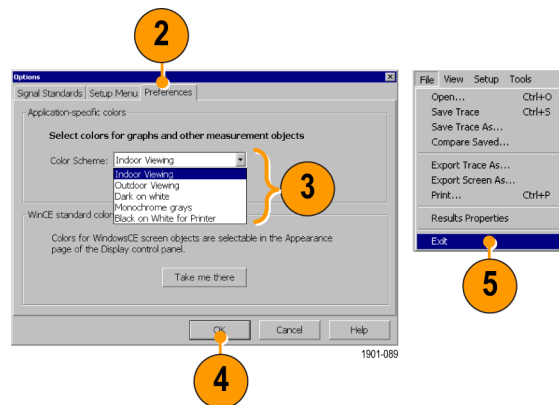 2
Options
Signal Standards Setup Menu Preferences
Application-specific colors
Select colors for graphs and other measurement objects
Color Scheme: Indoor Viewing
Indoor Viewing
Outdoor Viewing
Dark on white
Monochrome grays
Black on White for Printer
3
WinCE standard color
Colors for WindowsCE screen objects are selectable in the Appearance
page of the Display control panel.
Take me there
OK Cancel Help
1901-089
4
File View Setup Tools
Open... Ctrl+O
Save Trace Ctrl+S
Save Trace As...
Compare Saved...
Export Trace As...
Export Screen As...
Print... Ctrl+P
Results Properties
Exit
5